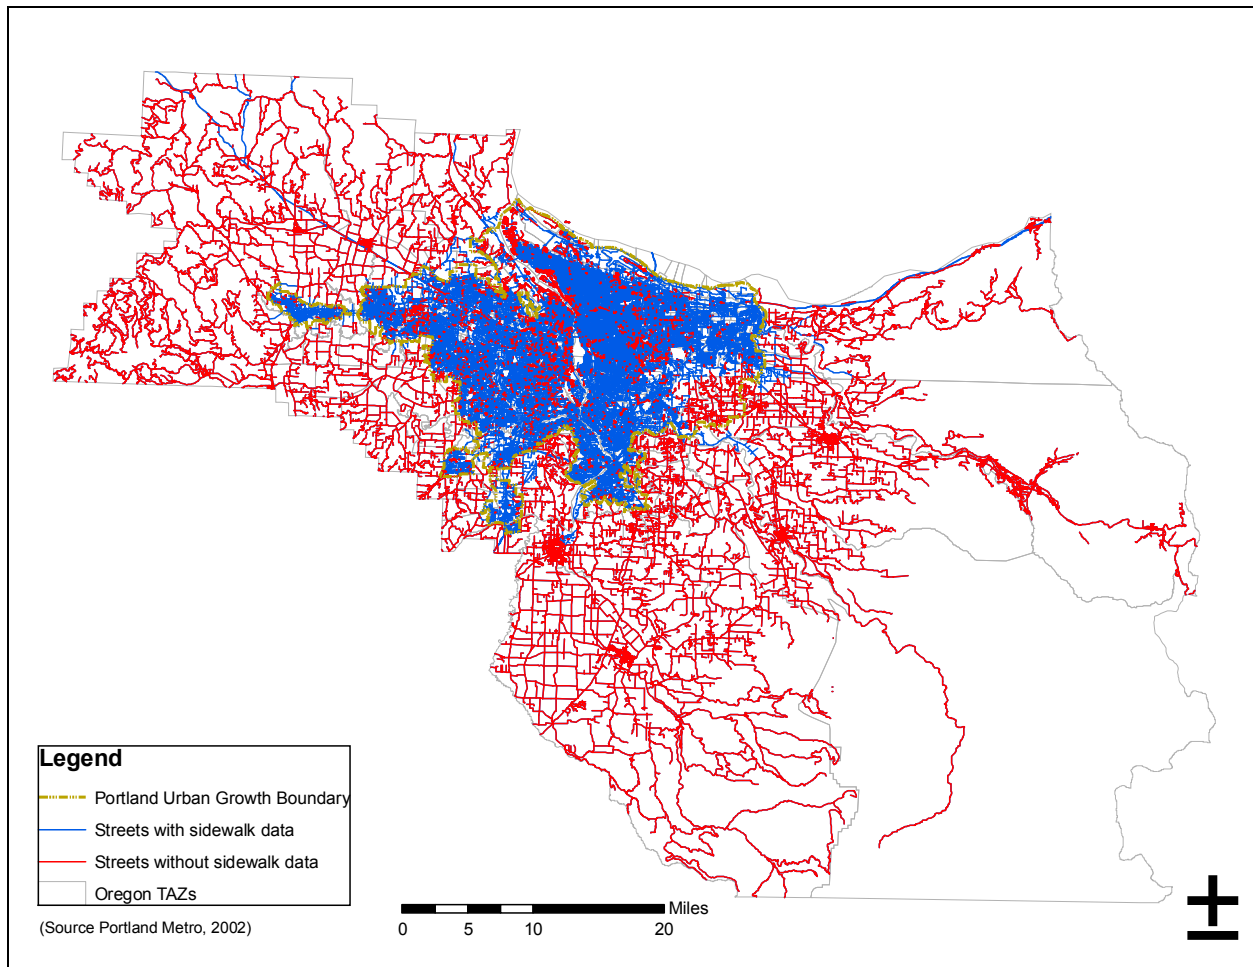 Legend
Portland Urban Growth Boundary
Streets with sidewalk data
Streets without sidewalk data
Oregon TAZs
(Source Portland Metro, 2002)
Miles
0 5 10 20